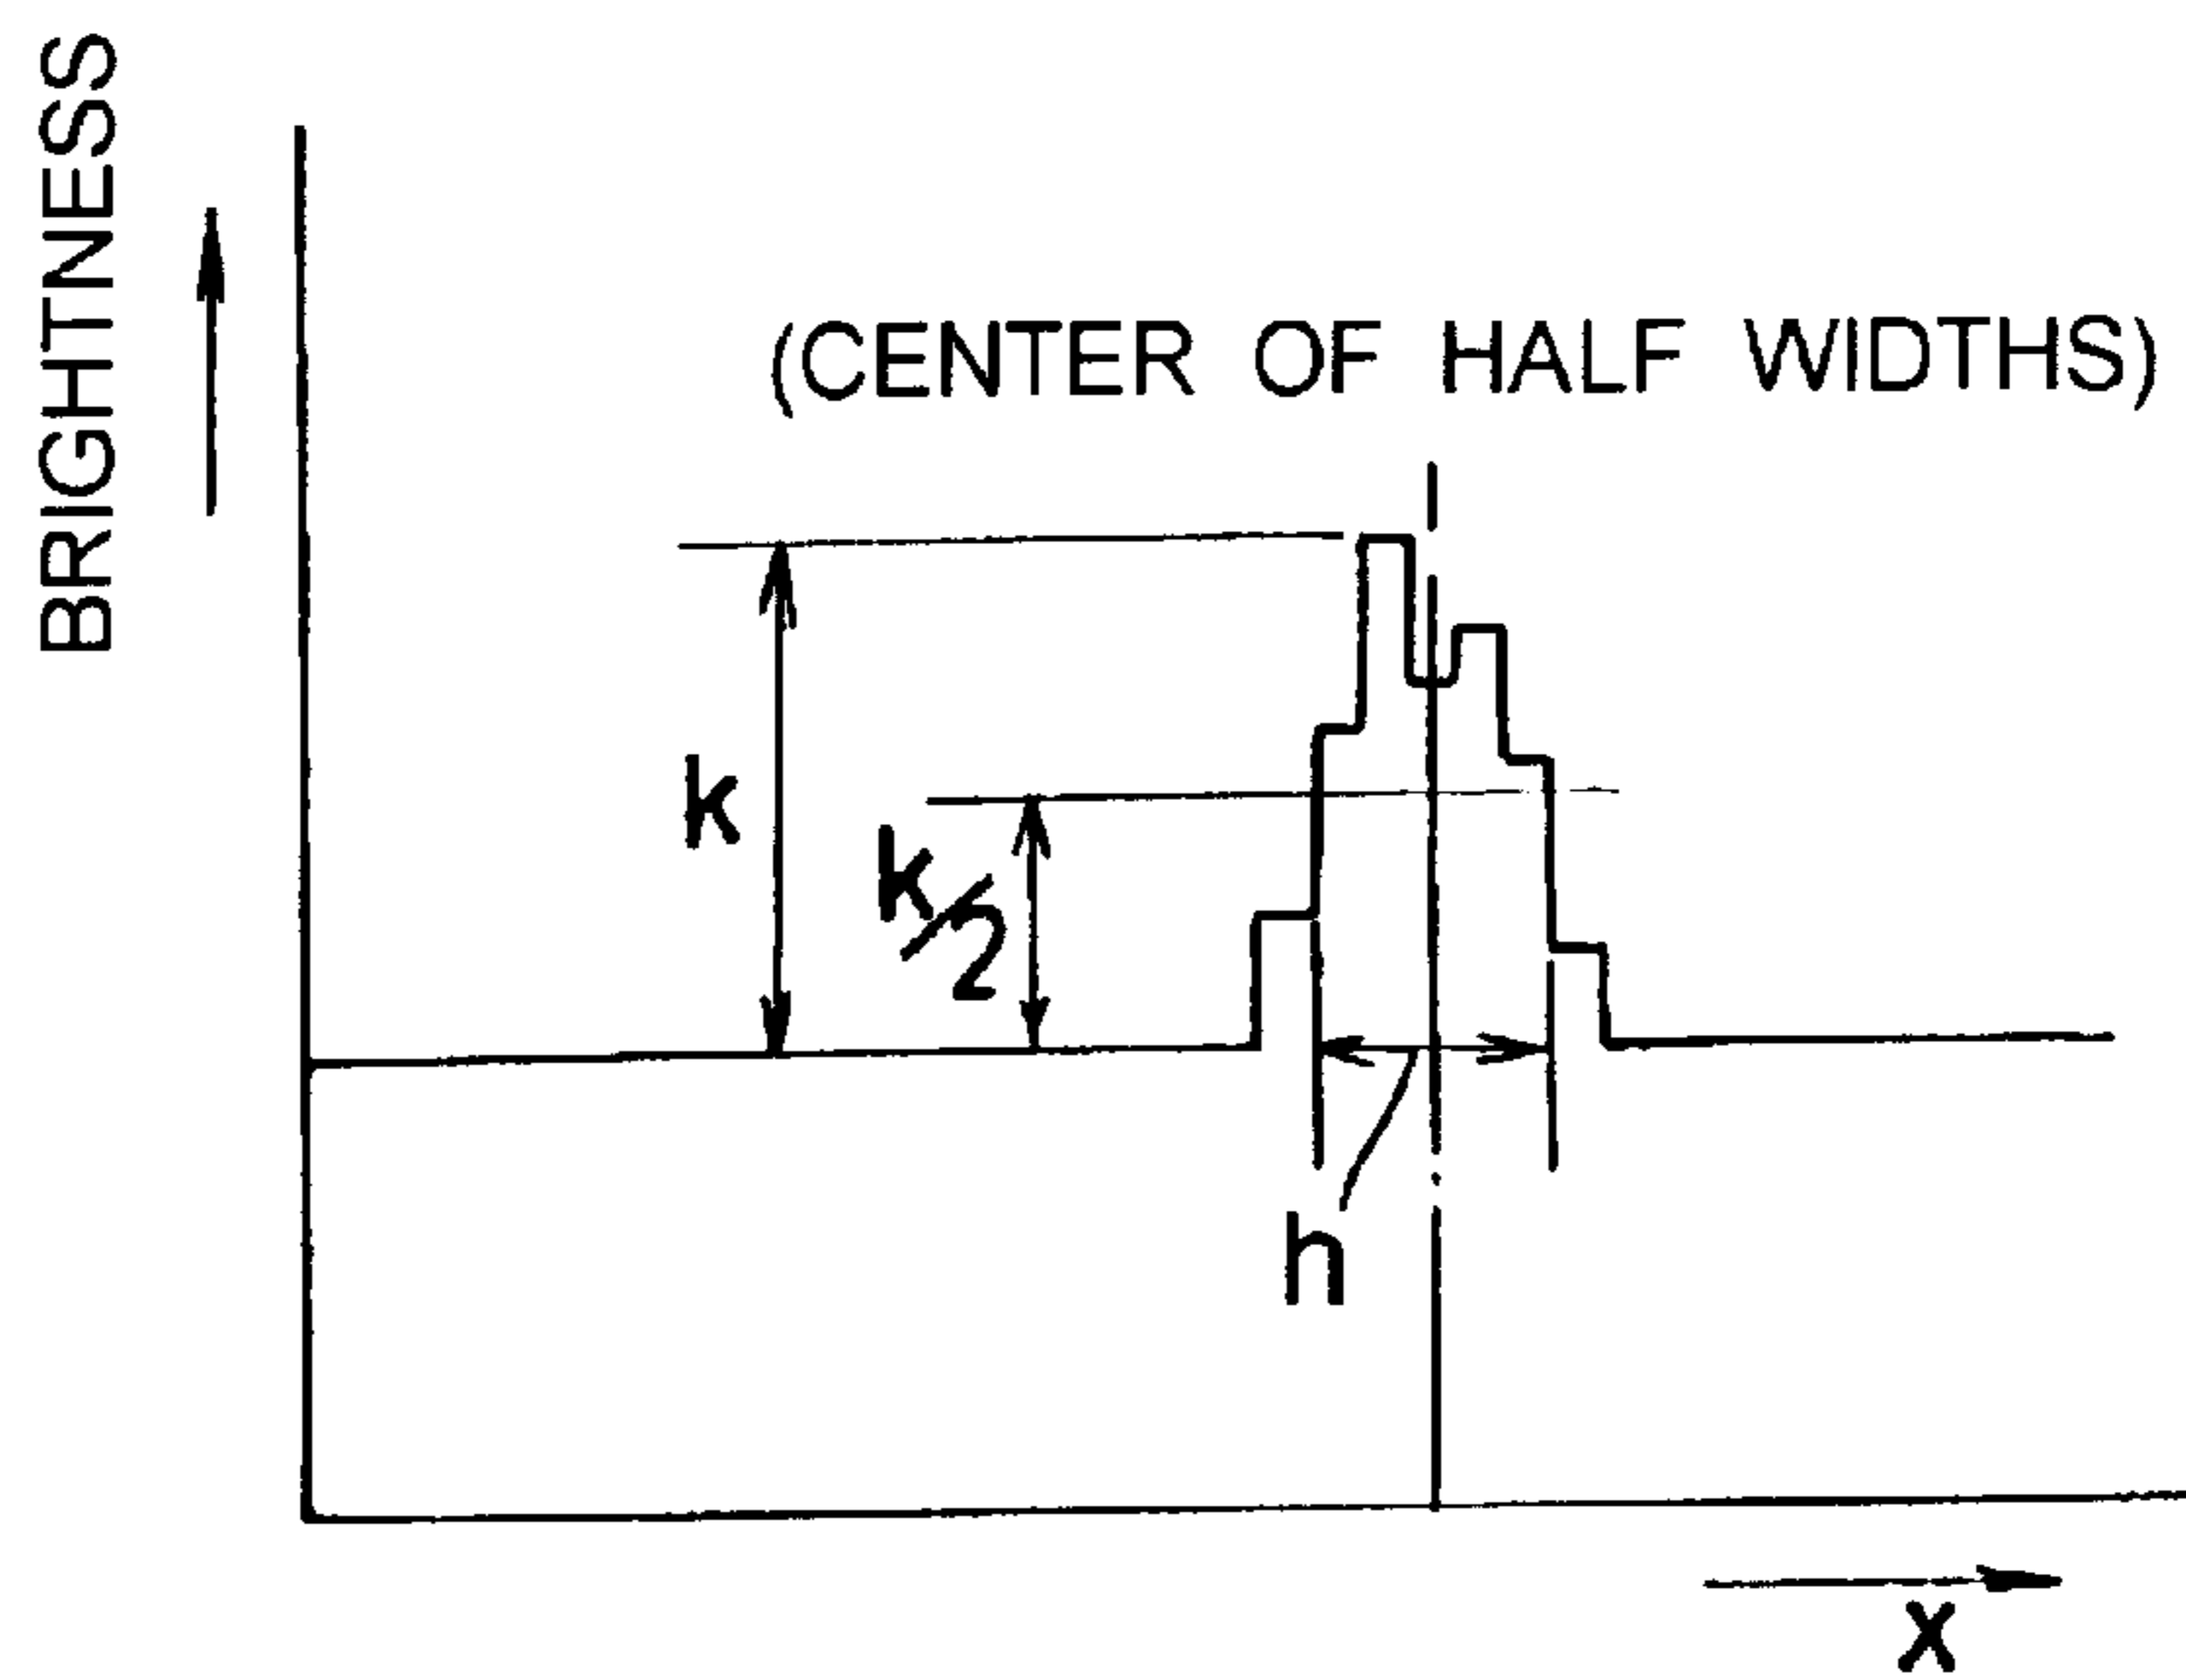 BRIGHTNESS
(CENTER OF HALF WIDTHS)
k
k/2
h
x